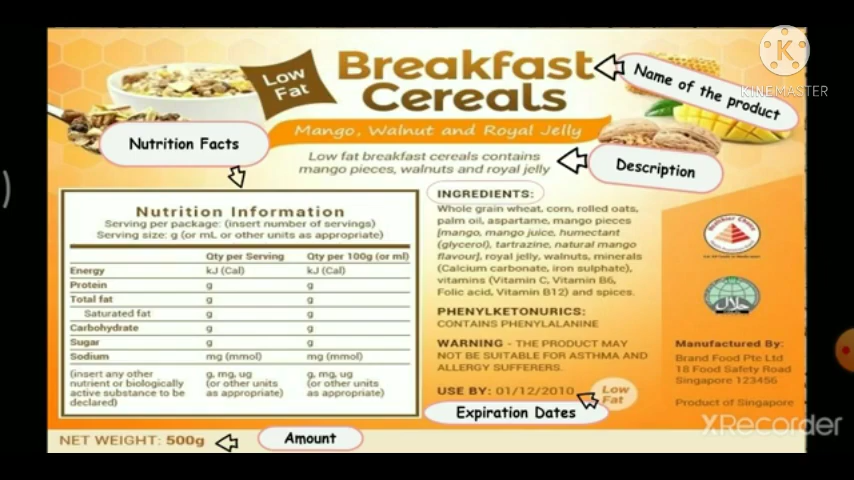 KINEMASTER
Low
Fat
Breakfast
Cereals
Name of the product
Mango, Walnut and Royal Jelly
Nutrition Facts
Low fat breakfast cereals contains
mango pieces, walnuts and royal jelly
Description
Nutrition Information
Serving per package: (insert number of servings)
Serving size: g (or mL or other units as appropriate)
Qty per Serving Qty per 100g (or ml)
Energy kJ (Cal) kJ (Cal)
Protein g g
Total fat g g
Saturated fat g g
Carbohydrate g g
Sugar g g
Sodium mg (mmol) mg (mmol)
(insert any other g, mg, ug g, mg, ug
nutrient or biologically (or other units (or other units
active substance to be as appropriate) as appropriate)
declared)
INGREDIENTS:
Whole grain wheat, corn, rolled oats,
palm oil, aspartame, mango pieces
[mango, mango juice, humectant
(glycerol), tartrazine, natural mango
flavour], royal jelly, walnuts, minerals
(Calcium carbonate, iron sulphate),
vitamins (Vitamin C, Vitamin B6,
Folic acid, Vitamin B12) and spices.
PHENYLKETONURICS:
CONTAINS PHENYLALANINE
WARNING - THE PRODUCT MAY
NOT BE SUITABLE FOR ASTHMA AND
ALLERGY SUFFERERS.
USE BY: 01/12/2010
Low
Fat
Expiration Dates
Manufactured By:
Brand Food Pte Ltd
18 Food Safety Road
Singapore 123456
Product of Singapore
XRecorder
NET WEIGHT: 500g
Amount